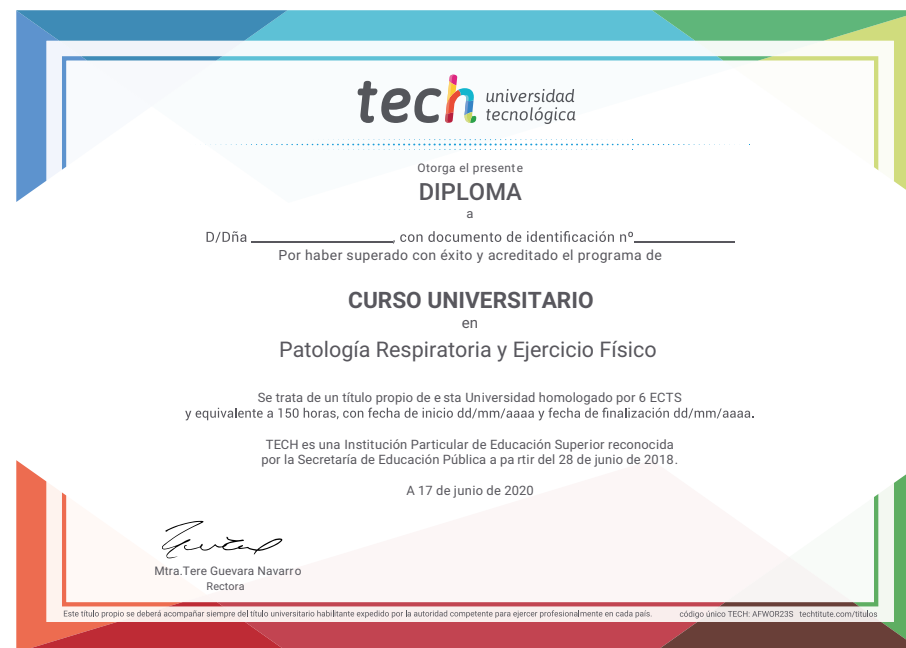 tech universidad
tecnológica
Otorga el presente
DIPLOMA
a
D/Dña ____________________, con documento de identificación nº______________
Por haber superado con éxito y acreditado el programa de
CURSO UNIVERSITARIO
en
Patología Respiratoria y Ejercicio Físico
Se trata de un título propio de e sta Universidad homologado por 6 ECTS
y equivalente a 150 horas, con fecha de inicio dd/mm/aaaa y fecha de finalización dd/mm/aaaa.
TECH es una Institución Particular de Educación Superior reconocida
por la Secretaría de Educación Pública a pa rtir del 28 de junio de 2018.
A 17 de junio de 2020
Mtra.Tere Guevara Navarro
Rectora
Este título propio se deberá acompañar siempre del título universitario habilitante expedido por la autoridad competente para ejercer profesionalmente en cada país. código único TECH: AFWOR23S techtitute.com/títulos